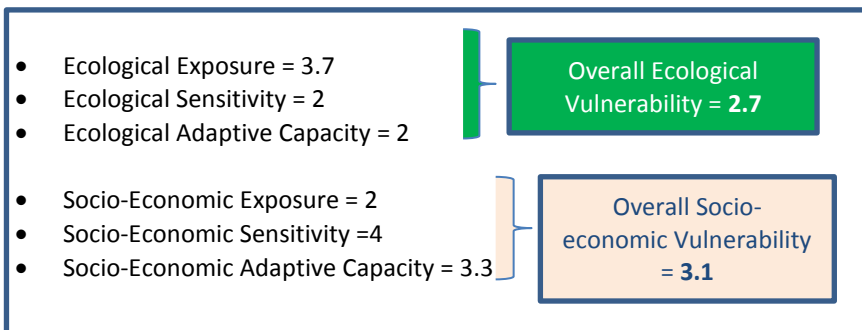 • Ecological Exposure = 3.7
• Ecological Sensitivity = 2
• Ecological Adaptive Capacity = 2
Overall Ecological
Vulnerability = 2.7
• Socio-Economic Exposure = 2
• Socio-Economic Sensitivity =4
• Socio-Economic Adaptive Capacity = 3.3
Overall Socio-
economic Vulnerability
= 3.1